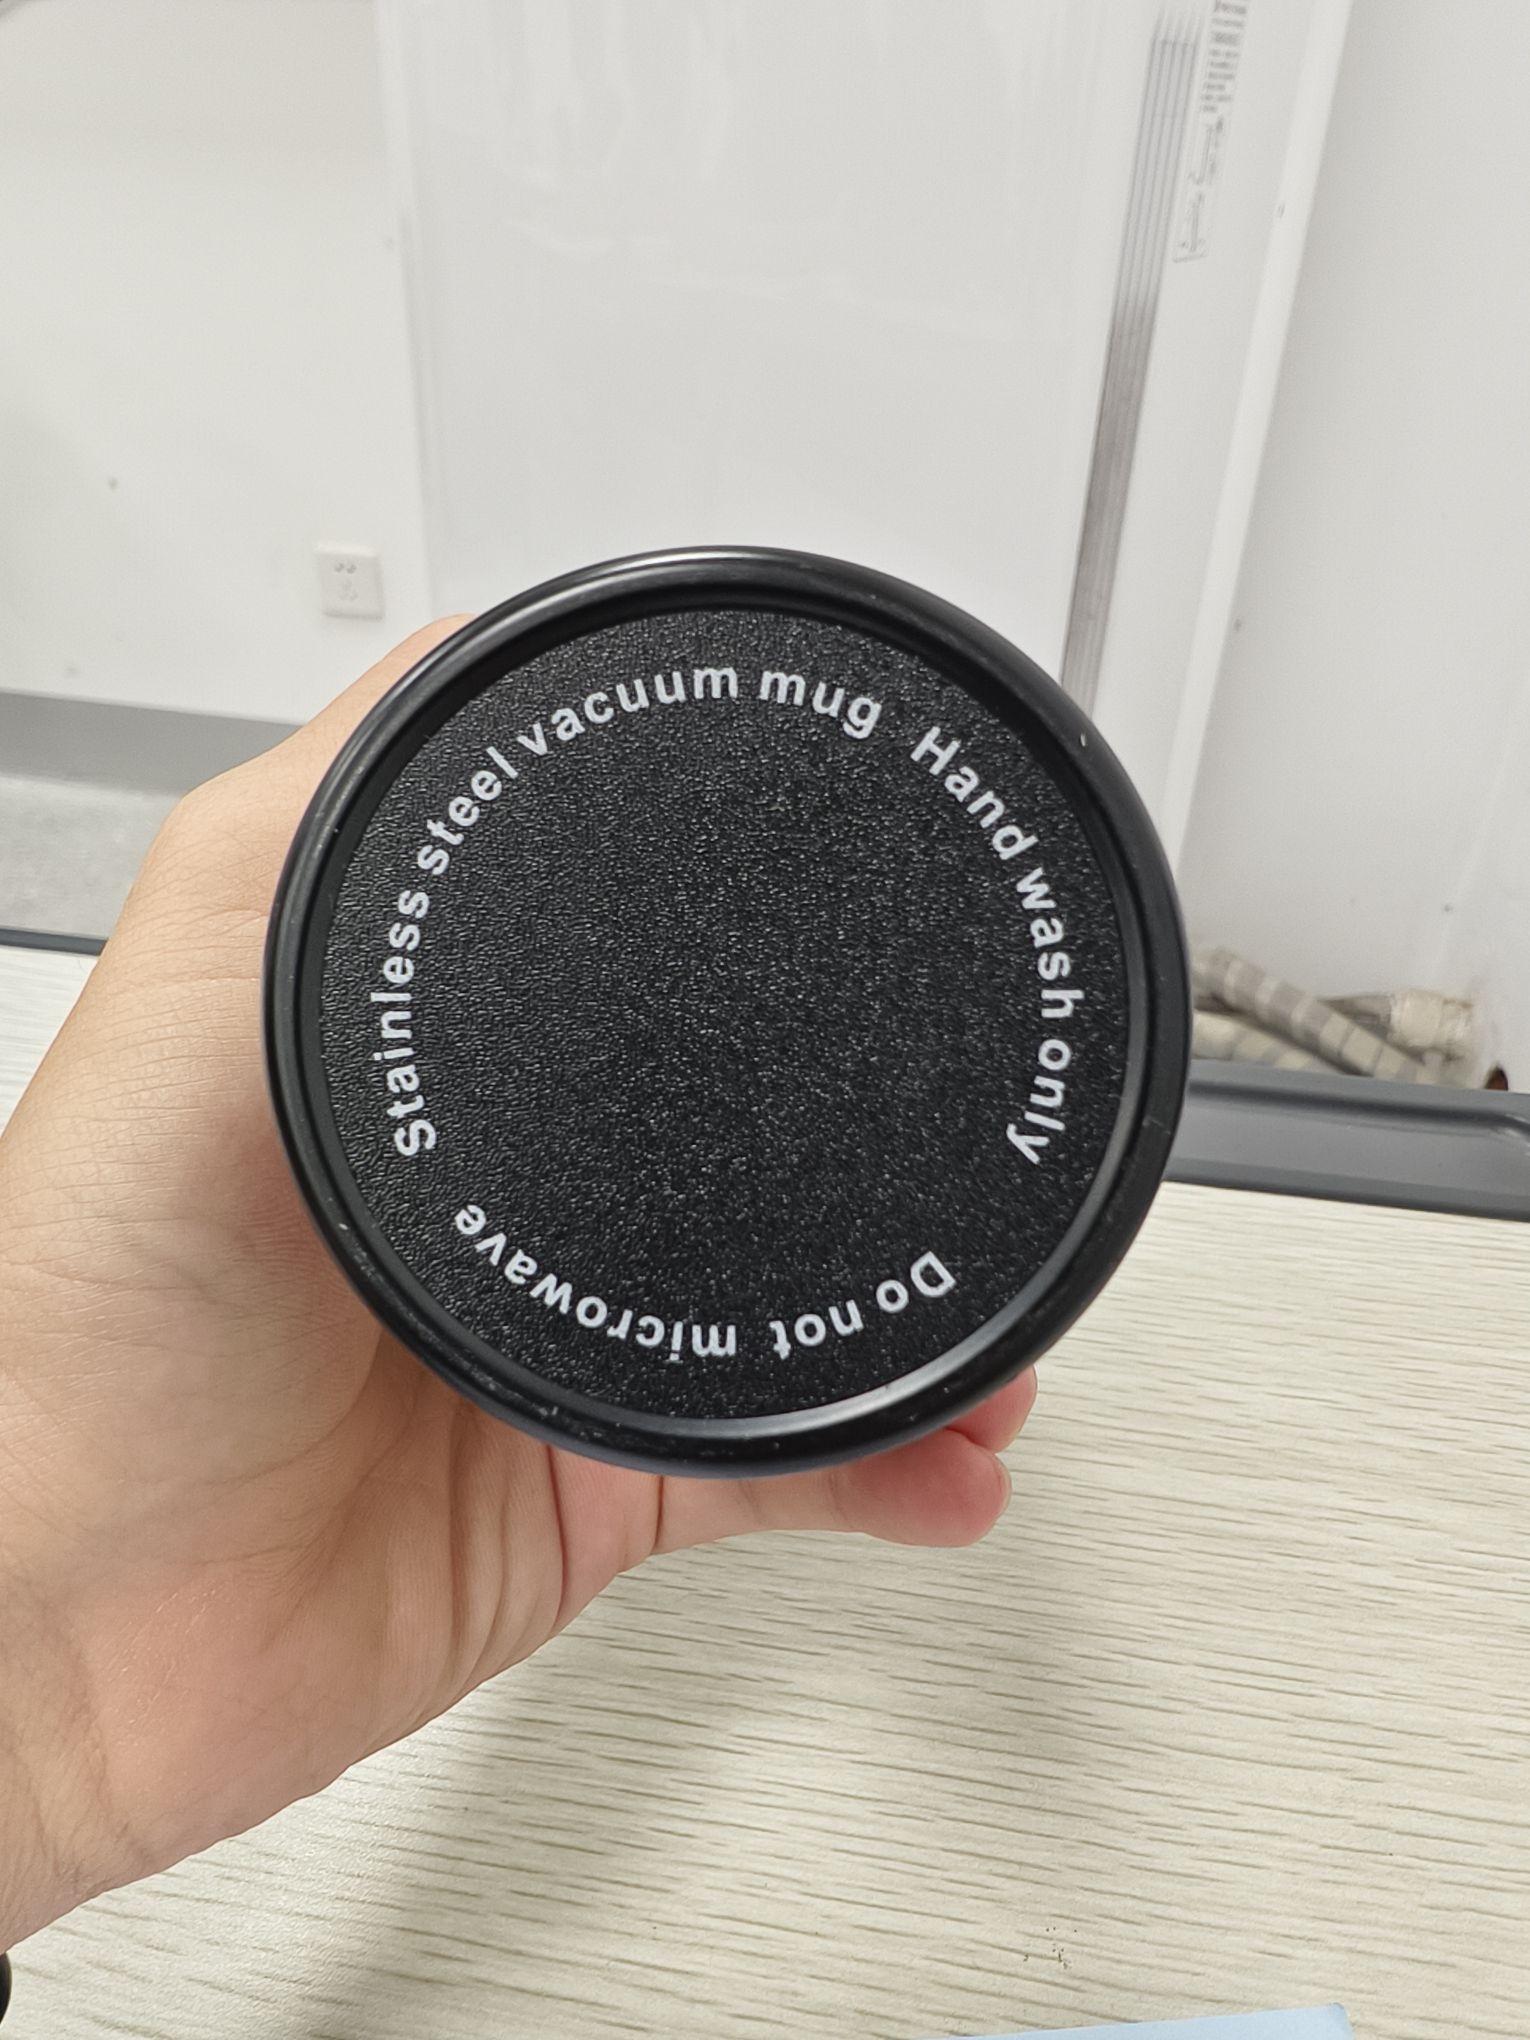 Stainless steel vacuum mug
Hand wash only
Do not microwave